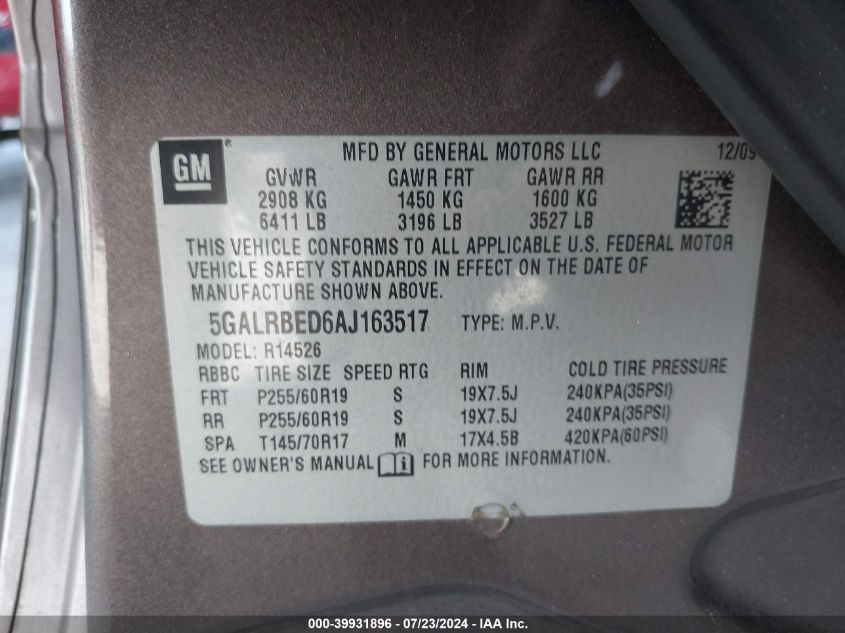 GM ® MFD BY GENERAL MOTORS LLC 12/09
GVWR GAWR FRT GAWR RR
2908 KG 1450 KG 1600 KG
6411 LB 3196 LB 3527 LB
THIS VEHICLE CONFORMS TO ALL APPLICABLE U.S. FEDERAL MOTOR
VEHICLE SAFETY STANDARDS IN EFFECT ON THE DATE OF
MANUFACTURE SHOWN ABOVE.
5GALRBED6AJ163517 TYPE: M.P.V.
MODEL: R14526
RBBC TIRE SIZE SPEED RTG RIM COLD TIRE PRESSURE
FRT P255/60R19 S 19X7.5J 240KPA(35PSI)
RR P255/60R19 S 19X7.5J 240KPA(35PSI)
SPA T145/70R17 M 17X4.5B 420KPA(60PSI)
SEE OWNER'S MANUAL FOR MORE INFORMATION.
000-39931896 - 07/23/2024 - IAA Inc.